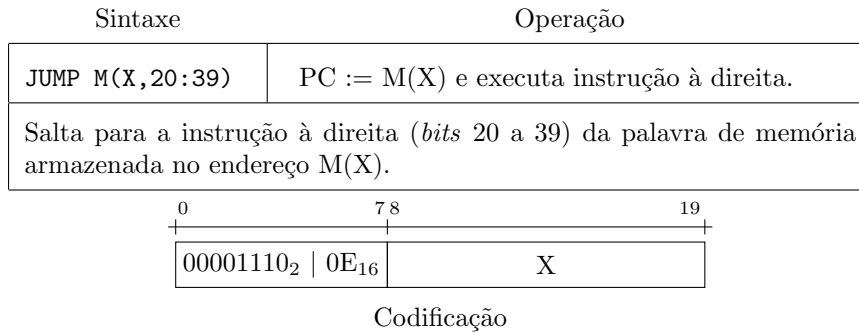 Sintaxe Operação
JUMP M(X,20:39) PC := M(X) e executa instrução à direita.
Salta para a instrução à direita (bits 20 a 39) da palavra de memória
armazenada no endereço M(X).
0 7 8 19
00001110₂ | 0E₁₆ X
Codificação